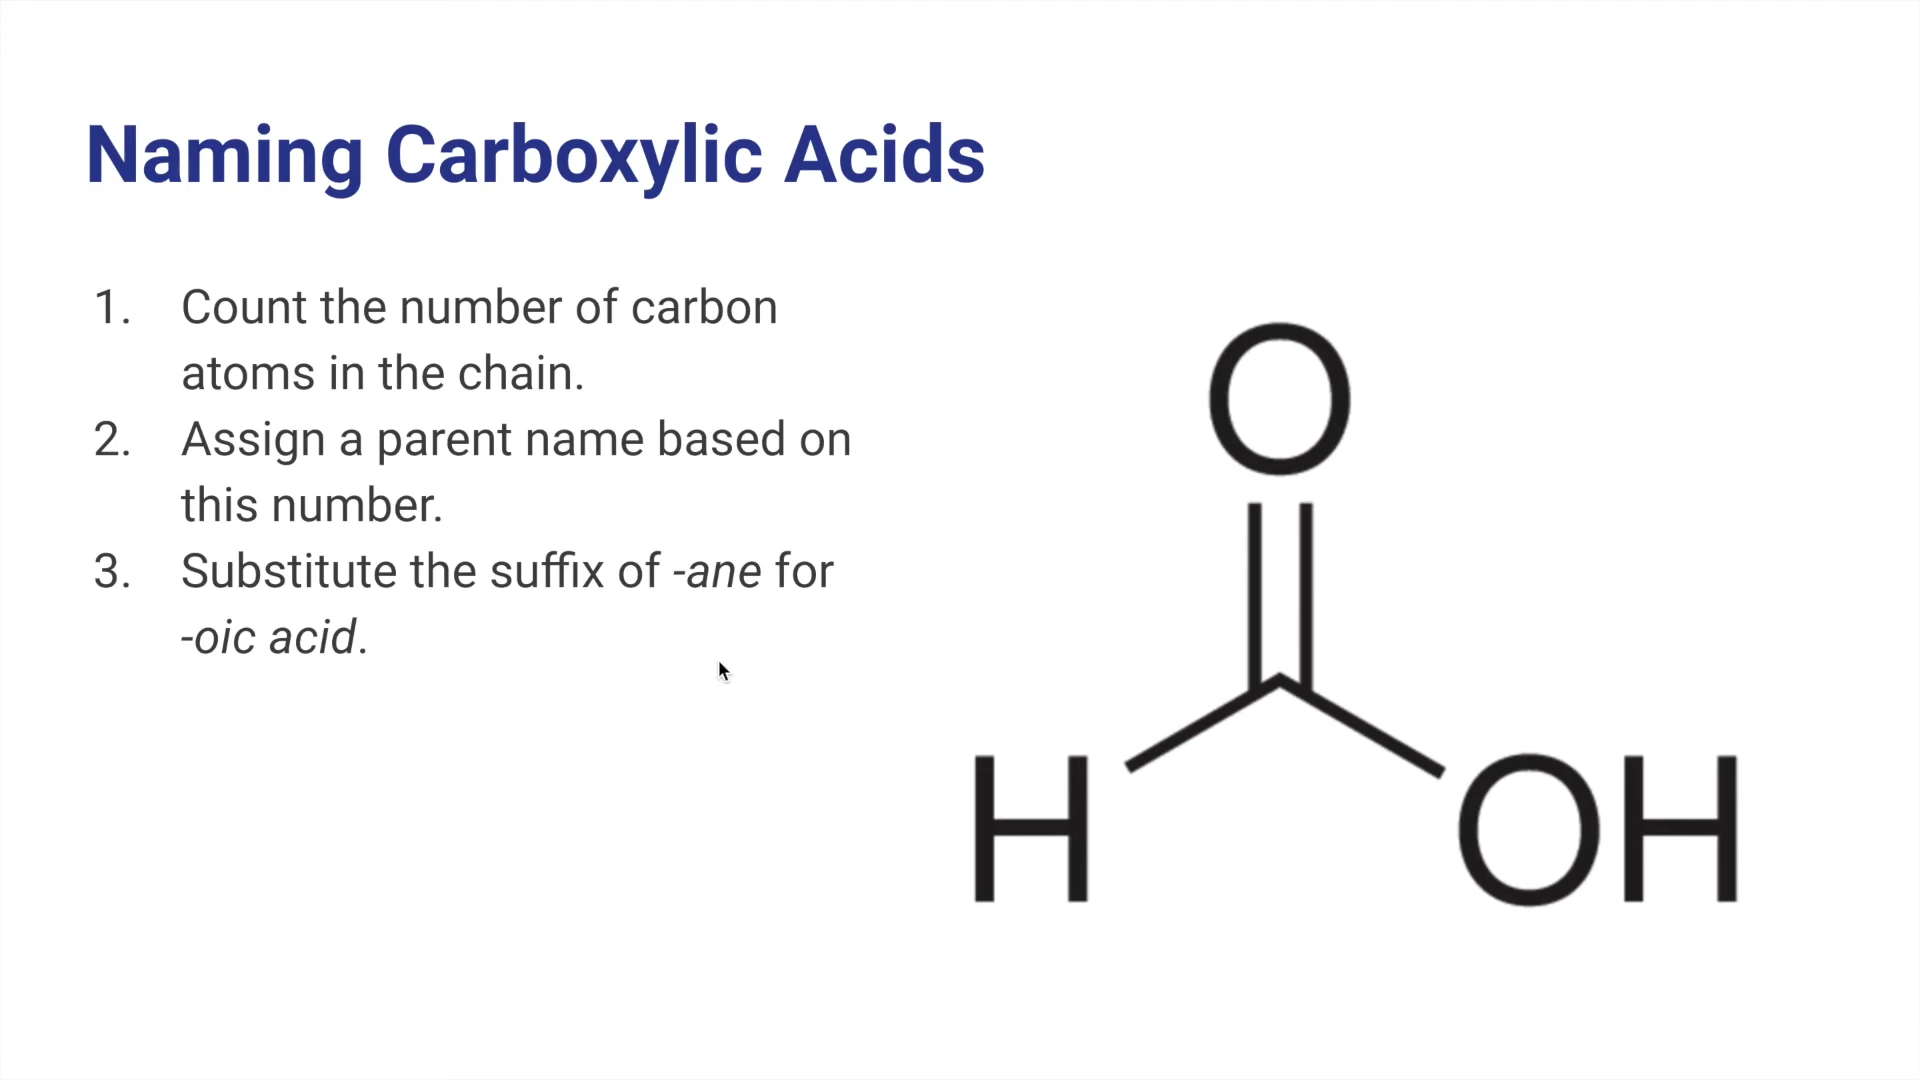 Naming Carboxylic Acids
1. Count the number of carbon
atoms in the chain.
2. Assign a parent name based on
this number.
3. Substitute the suffix of -ane for
-oic acid.
O
H
OH